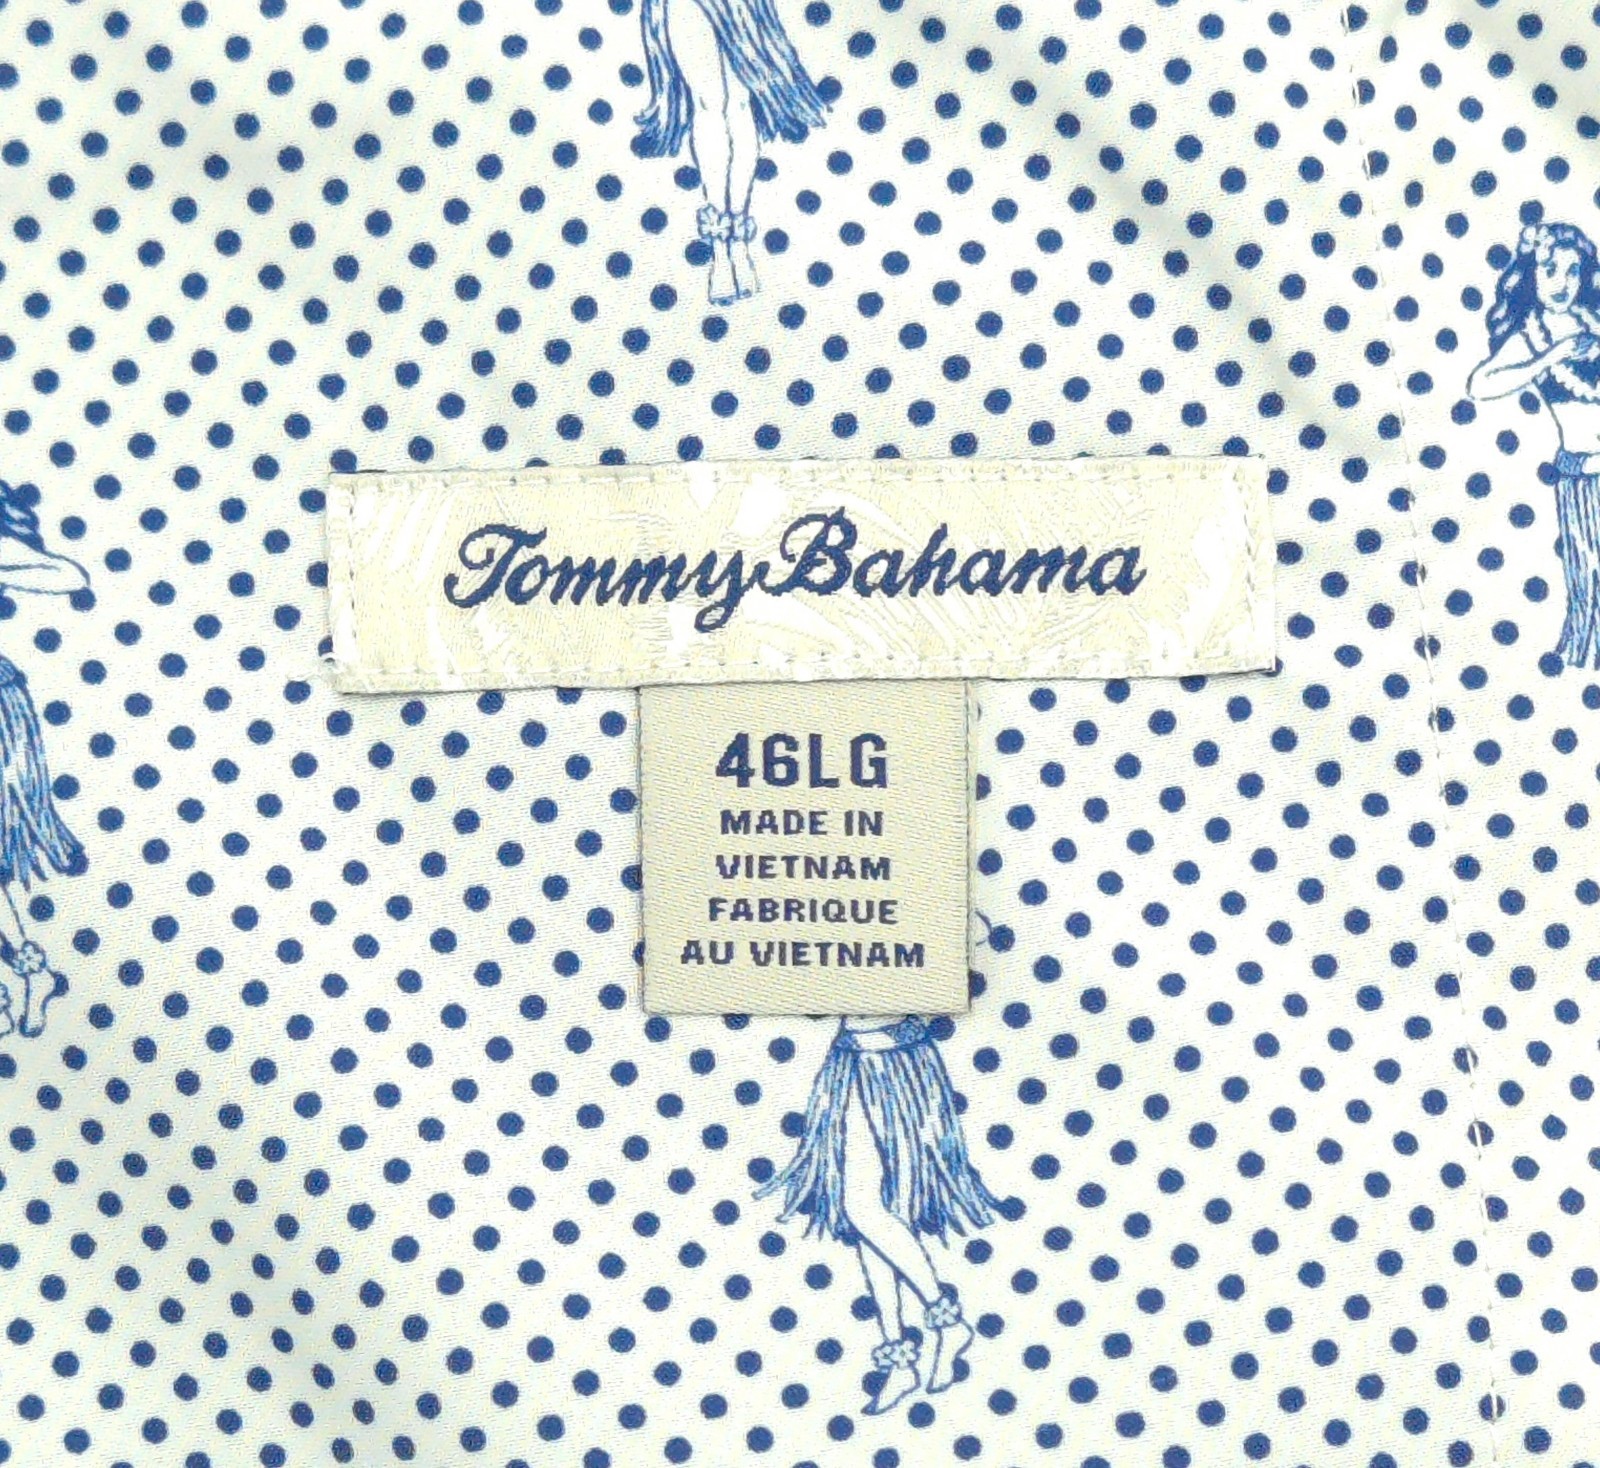 Tommy Bahama
46LG
MADE IN
VIETNAM
FABRIQUE
AU VIETNAM